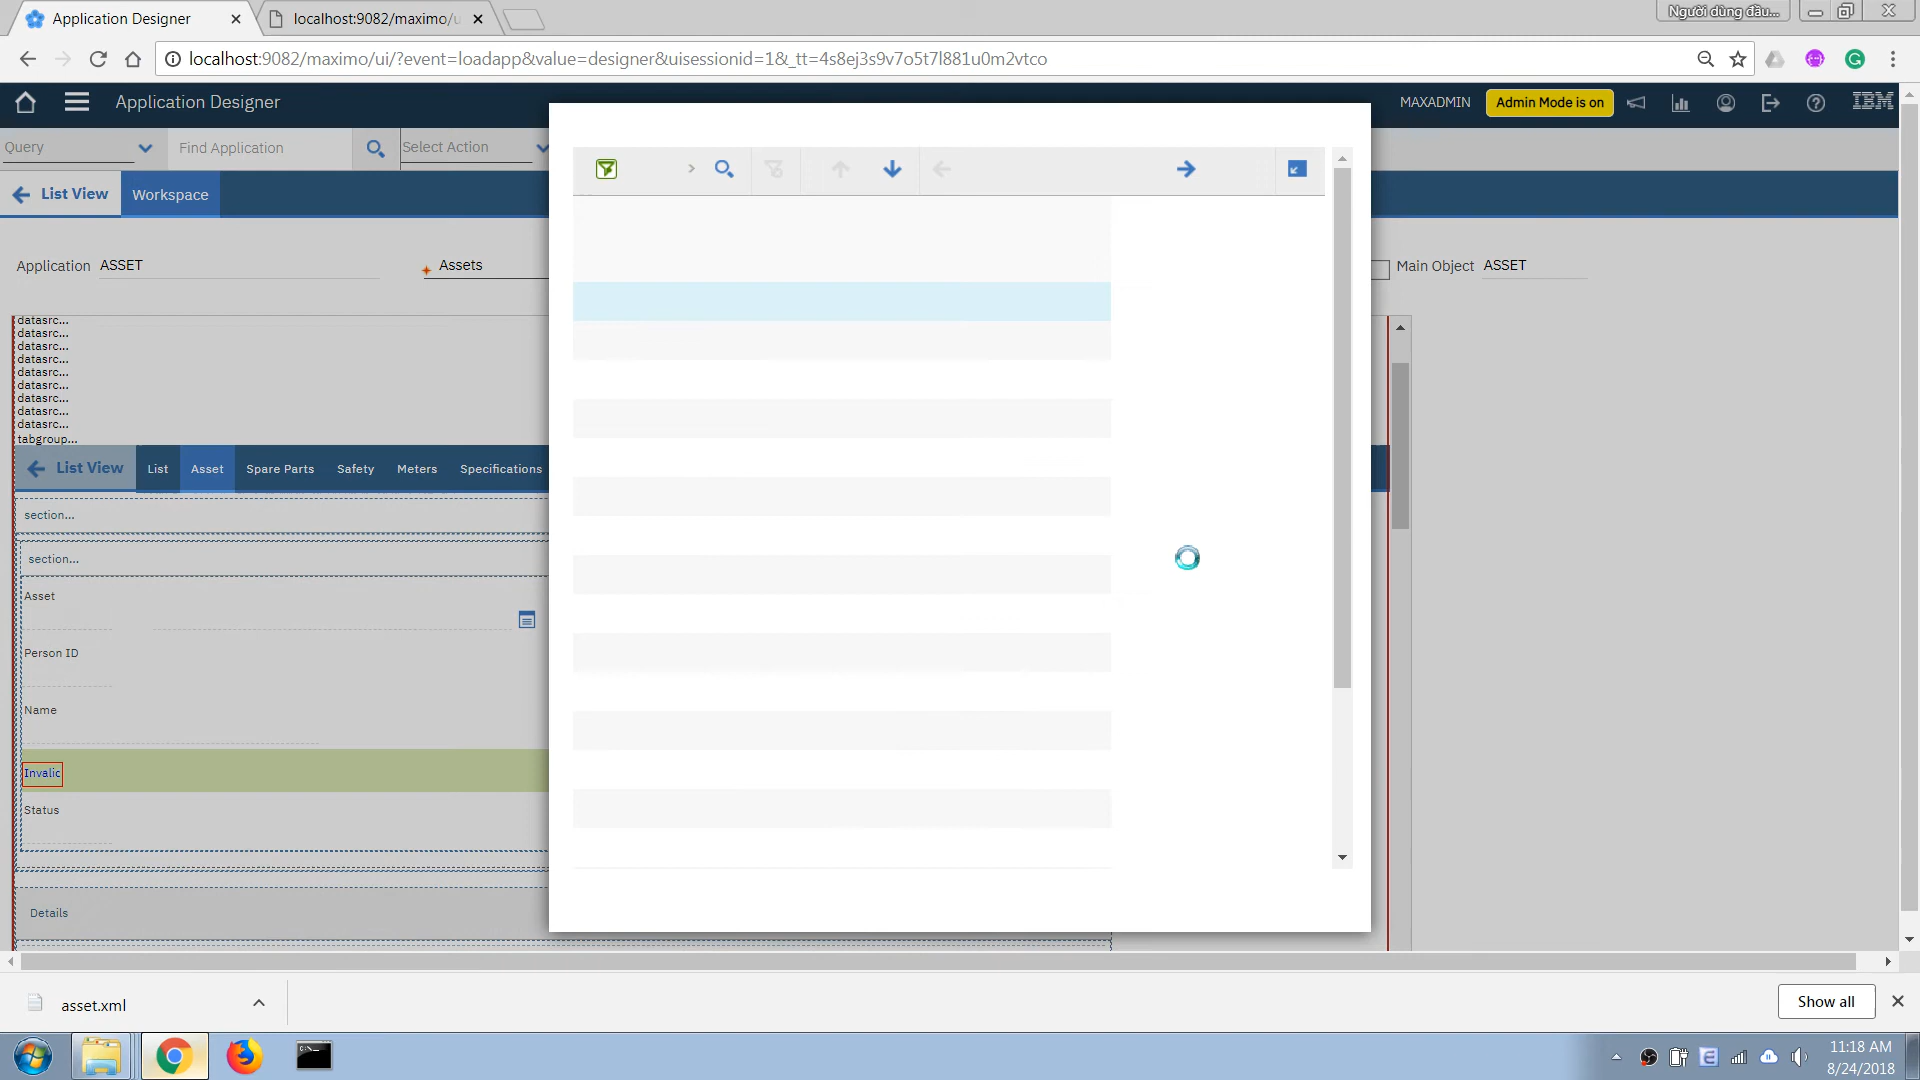 Application Designer
localhost:9082/maximo/u
Người dùng đầu...
localhost:9082/maximo/ui/?event=loadapp&value=designer&uisessionid=1&_tt=4s8ej3s9v7o5t7l881u0m2vtco
Application Designer
MAXADMIN
Admin Mode is on
IBM
Query
Find Application
Select Action
List View
Workspace
Application ASSET
Assets
Main Object ASSET
datasrc...
datasrc...
datasrc...
datasrc...
datasrc...
datasrc...
datasrc...
datasrc...
datasrc...
tabgroup...
List View
List
Asset
Spare Parts
Safety
Meters
Specifications
section...
section...
Asset
Person ID
Name
Invalic
Status
Details
asset.xml
Show all
11:18 AM
8/24/2018